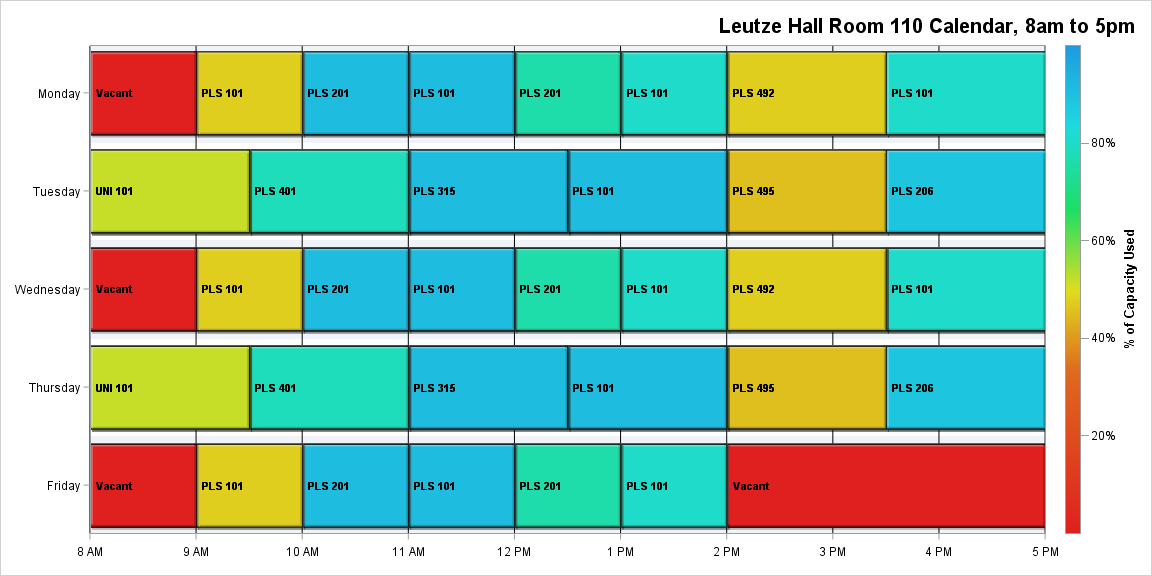 Leutze Hall Room 110 Calendar, 8am to 5pm
Monday
Vacant
PLS 101
PLS 201
PLS 101
PLS 201
PLS 101
PLS 492
PLS 101
Tuesday
UNI 101
PLS 401
PLS 315
PLS 101
PLS 495
PLS 206
Wednesday
Vacant
PLS 101
PLS 201
PLS 101
PLS 201
PLS 101
PLS 492
PLS 101
Thursday
UNI 101
PLS 401
PLS 315
PLS 101
PLS 495
PLS 206
Friday
Vacant
PLS 101
PLS 201
PLS 101
PLS 201
PLS 101
Vacant
8 AM
9 AM
10 AM
11 AM
12 PM
1 PM
2 PM
3 PM
4 PM
5 PM
80%
60%
40%
20%
% of Capacity Used